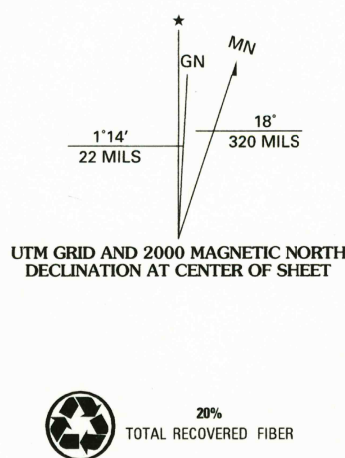 ★
GN
MN
1°14′
22 MILS
18°
320 MILS
UTM GRID AND 2000 MAGNETIC NORTH
DECLINATION AT CENTER OF SHEET
20%
TOTAL RECOVERED FIBER